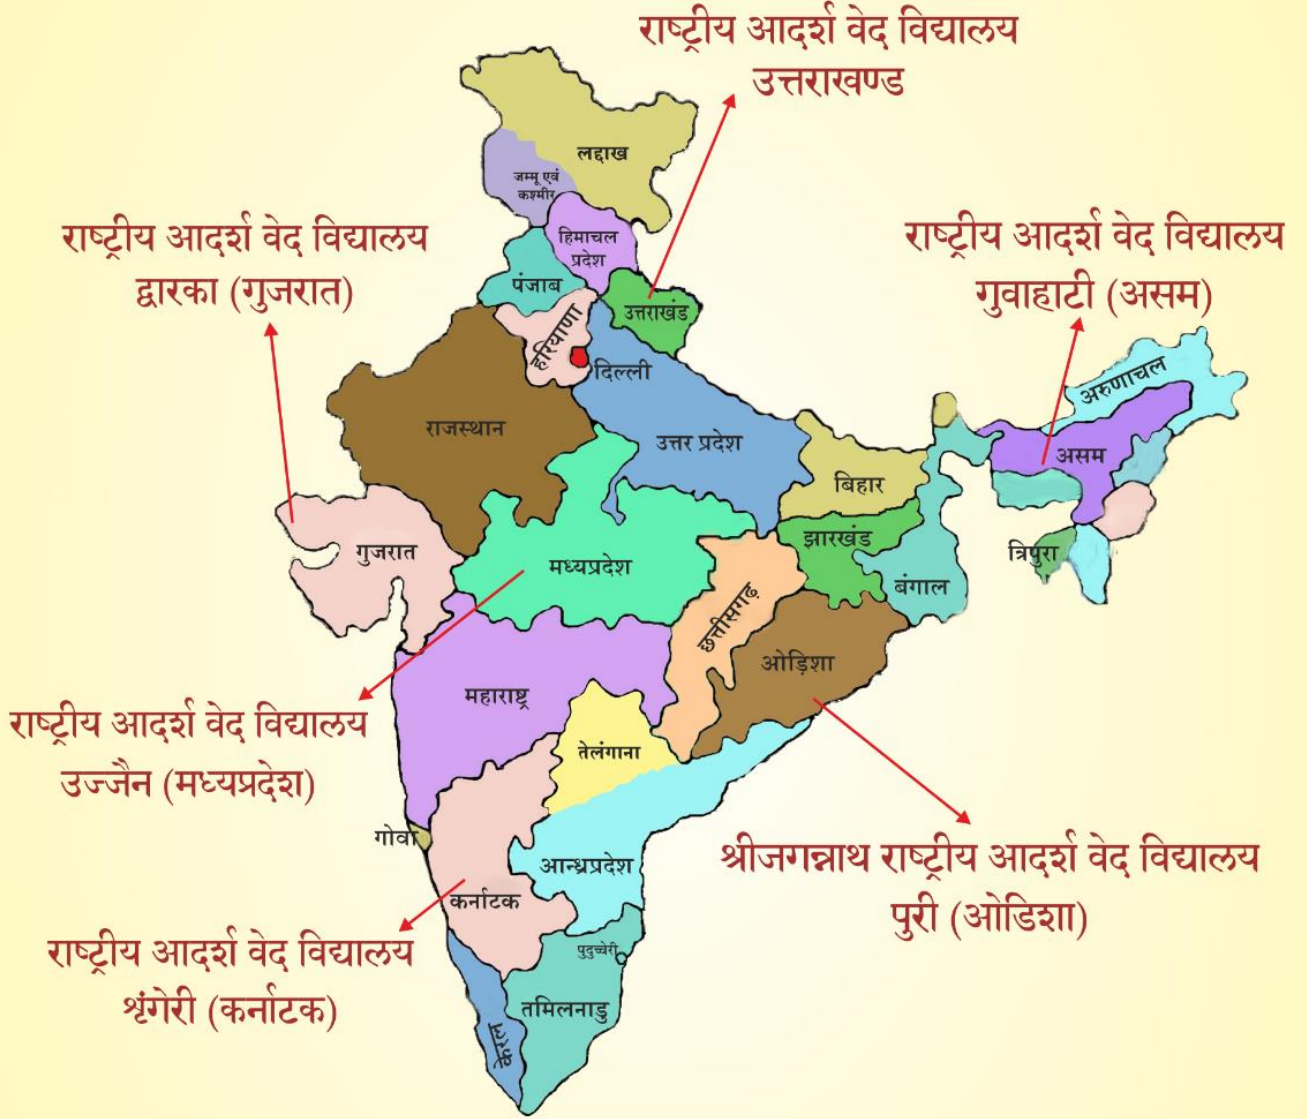 राष्ट्रीय आदर्श वेद विद्यालय
उत्तराखण्ड
लद्दाख
जम्मू एवं
कश्मीर
राष्ट्रीय आदर्श वेद विद्यालय
द्वारका (गुजरात)
हिमाचल
प्रदेश
राष्ट्रीय आदर्श वेद विद्यालय
गुवाहाटी (असम)
पंजाब
उत्तराखंड
हरियाणा
दिल्ली
अरुणाचल
राजस्थान
उत्तर प्रदेश
असम
बिहार
झारखंड
गुजरात
त्रिपुरा
मध्यप्रदेश
बंगाल
छत्तीसगढ़
ओड़िशा
महाराष्ट्र
राष्ट्रीय आदर्श वेद विद्यालय
उज्जैन (मध्यप्रदेश)
तेलंगाना
गोवा
आन्ध्रप्रदेश
श्रीजगन्नाथ राष्ट्रीय आदर्श वेद विद्यालय
पुरी (ओडिशा)
कर्नाटक
राष्ट्रीय आदर्श वेद विद्यालय
शृंगेरी (कर्नाटक)
पुदुच्चेरी
तमिलनाडु
केरल